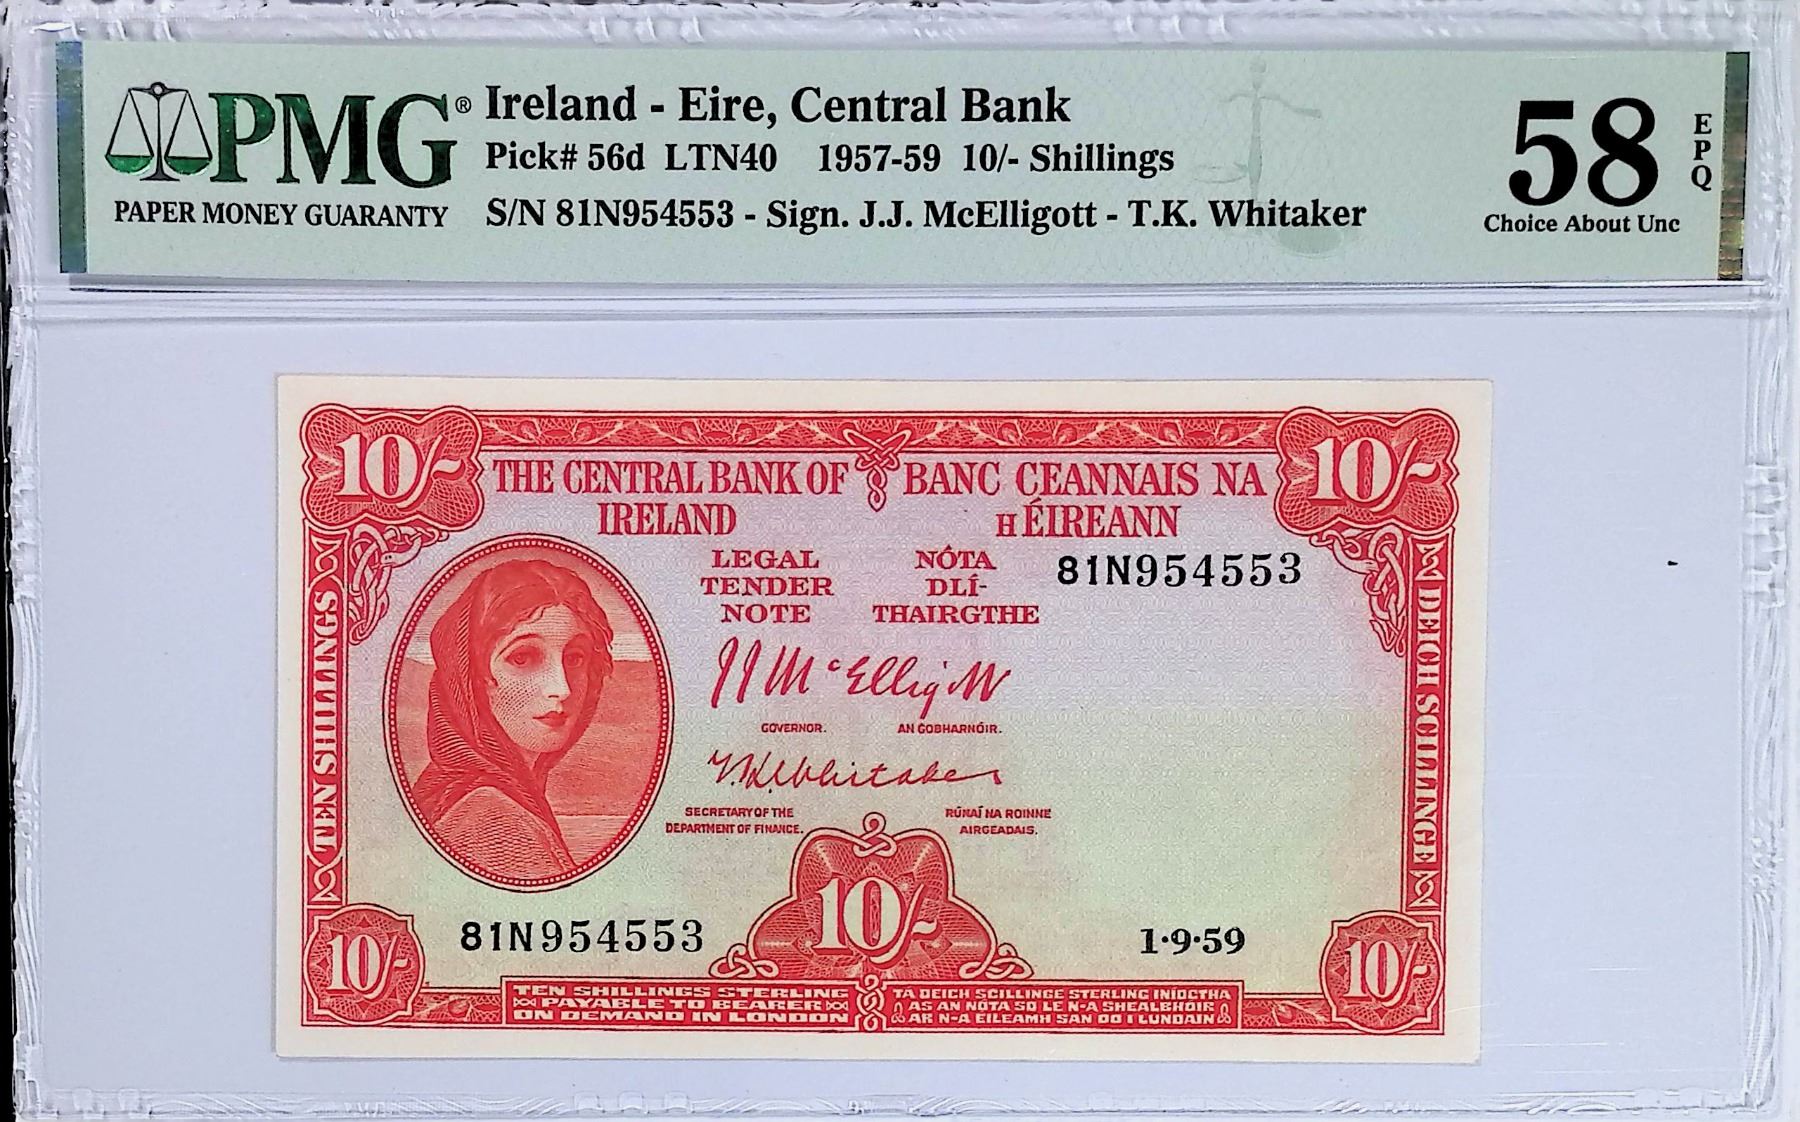 PMG®
PAPER MONEY GUARANTY
Ireland - Eire, Central Bank
Pick# 56d LTN40 1957-59 10/- Shillings
S/N 81N954553 - Sign. J.J. McElligott - T.K. Whitaker
58
EPQ
Choice About Unc
10/-
10/-
THE CENTRAL BANK OF
IRELAND
BANC CEANNAIS NA
H ÉIREANN
LEGAL
TENDER
NOTE
NÓTA
DLÍ-
THAIRGTHE
81N954553
TEN SHILLINGS
DEICH SCILLINGE
JJ McElligott
GOVERNOR.
AN GOBHARNÓIR.
T.K. Whitaker
SECRETARY OF THE
DEPARTMENT OF FINANCE.
RÚNAÍ NA ROINNE
AIRGEADAIS.
81N954553
10/-
1·9·59
10/-
10/-
TEN SHILLINGS STERLING
PAYABLE TO BEARER
ON DEMAND IN LONDON
TÁ DEICH SCILLINGE STERLING INÍOCTHA
AS AN NÓTA SO LE N-A SHEALBHÓIR
AR N-A ÉILEAMH SAN DO I LUNDAIN